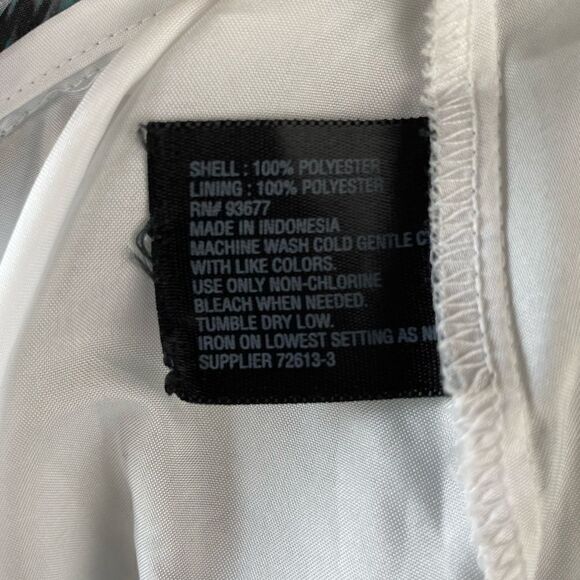 SHELL : 100% POLYESTER
LINING : 100% POLYESTER
RN# 93677
MADE IN INDONESIA
MACHINE WASH COLD GENTLE
WITH LIKE COLORS.
USE ONLY NON-CHLORINE
BLEACH WHEN NEEDED.
TUMBLE DRY LOW.
IRON ON LOWEST SETTING AS
SUPPLIER 72613-3